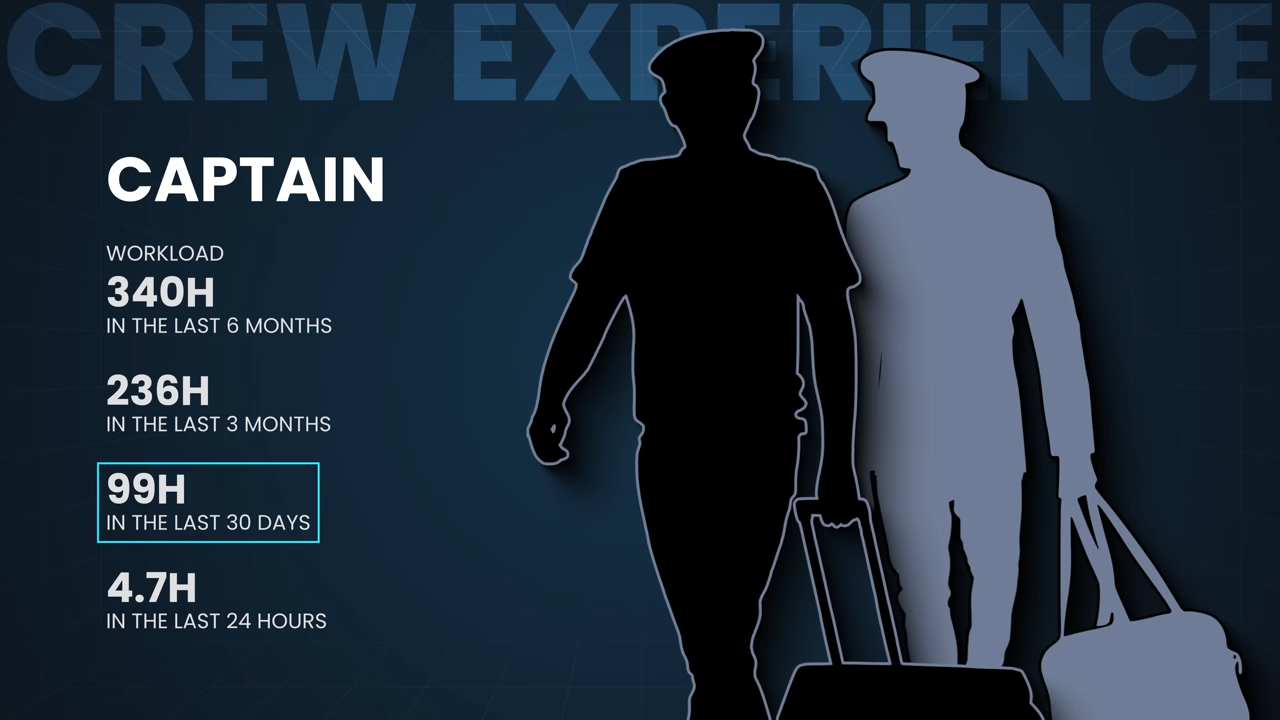 CREW EXPERIENCE
CAPTAIN
WORKLOAD
340H
IN THE LAST 6 MONTHS
236H
IN THE LAST 3 MONTHS
99H
IN THE LAST 30 DAYS
4.7H
IN THE LAST 24 HOURS